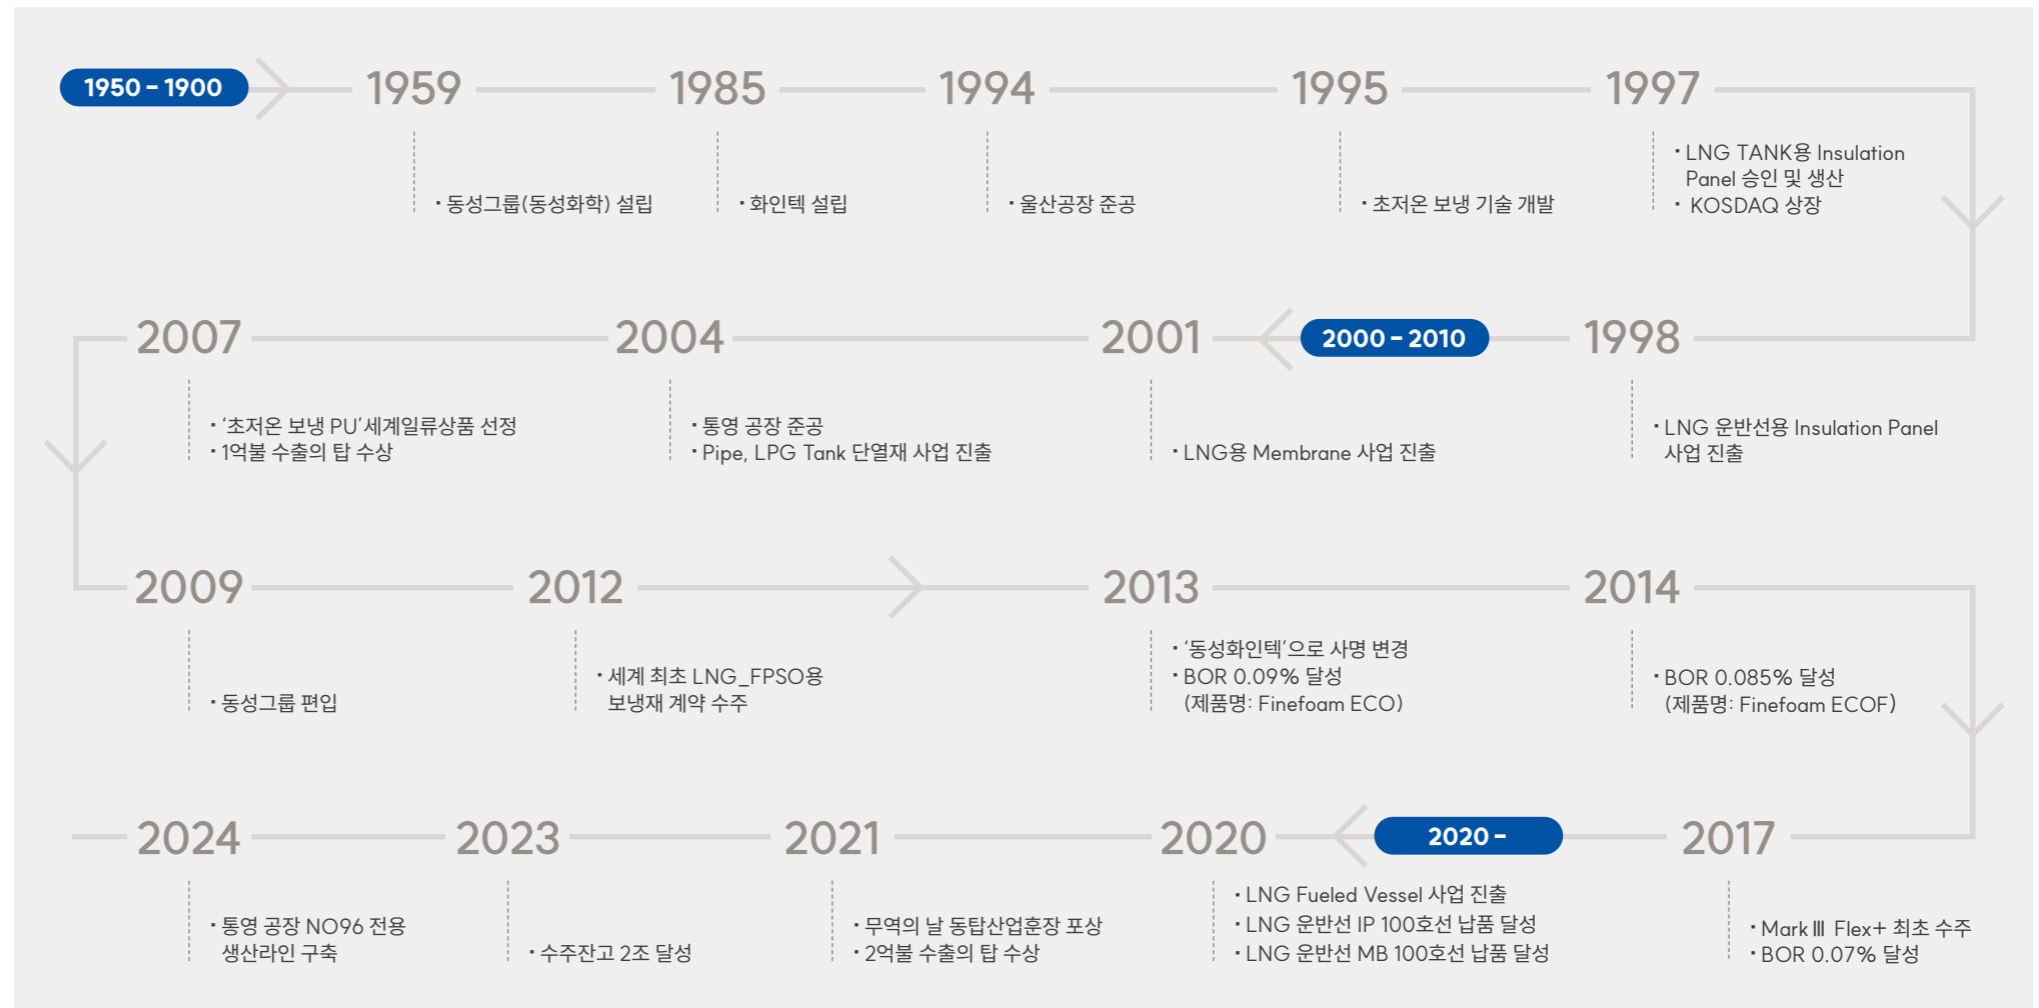 1950 - 1900
1959
· 동성그룹(동성화학) 설립
1985
· 화인텍 설립
1994
· 울산공장 준공
1995
· 초저온 보냉 기술 개발
1997
· LNG TANK용 Insulation
Panel 승인 및 생산
· KOSDAQ 상장
1998
· LNG 운반선용 Insulation Panel
사업 진출
2000 - 2010
2001
· LNG용 Membrane 사업 진출
2004
· 통영 공장 준공
· Pipe, LPG Tank 단열재 사업 진출
2007
· ‘초저온 보냉 PU’세계일류상품 선정
· 1억불 수출의 탑 수상
2009
· 동성그룹 편입
2012
· 세계 최초 LNG_FPSO용
보냉재 계약 수주
2013
· ‘동성화인텍’으로 사명 변경
· BOR 0.09% 달성
(제품명: Finefoam ECO)
2014
· BOR 0.085% 달성
(제품명: Finefoam ECOF)
2017
· Mark Ⅲ Flex+ 최초 수주
· BOR 0.07% 달성
2020 -
2020
· LNG Fueled Vessel 사업 진출
· LNG 운반선 IP 100호선 납품 달성
· LNG 운반선 MB 100호선 납품 달성
2021
· 무역의 날 동탑산업훈장 포상
· 2억불 수출의 탑 수상
2023
· 수주잔고 2조 달성
2024
· 통영 공장 NO96 전용
생산라인 구축